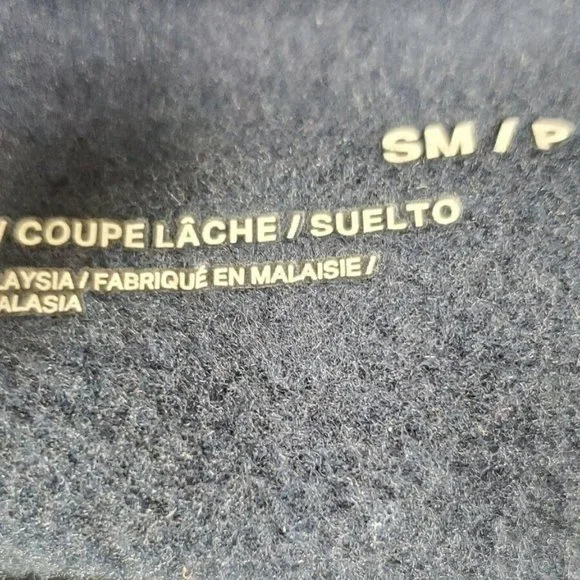 SM / P
/ COUPE LÂCHE / SUELTO
LAYSIA / FABRIQUÉ EN MALAISIE /
ALASIA